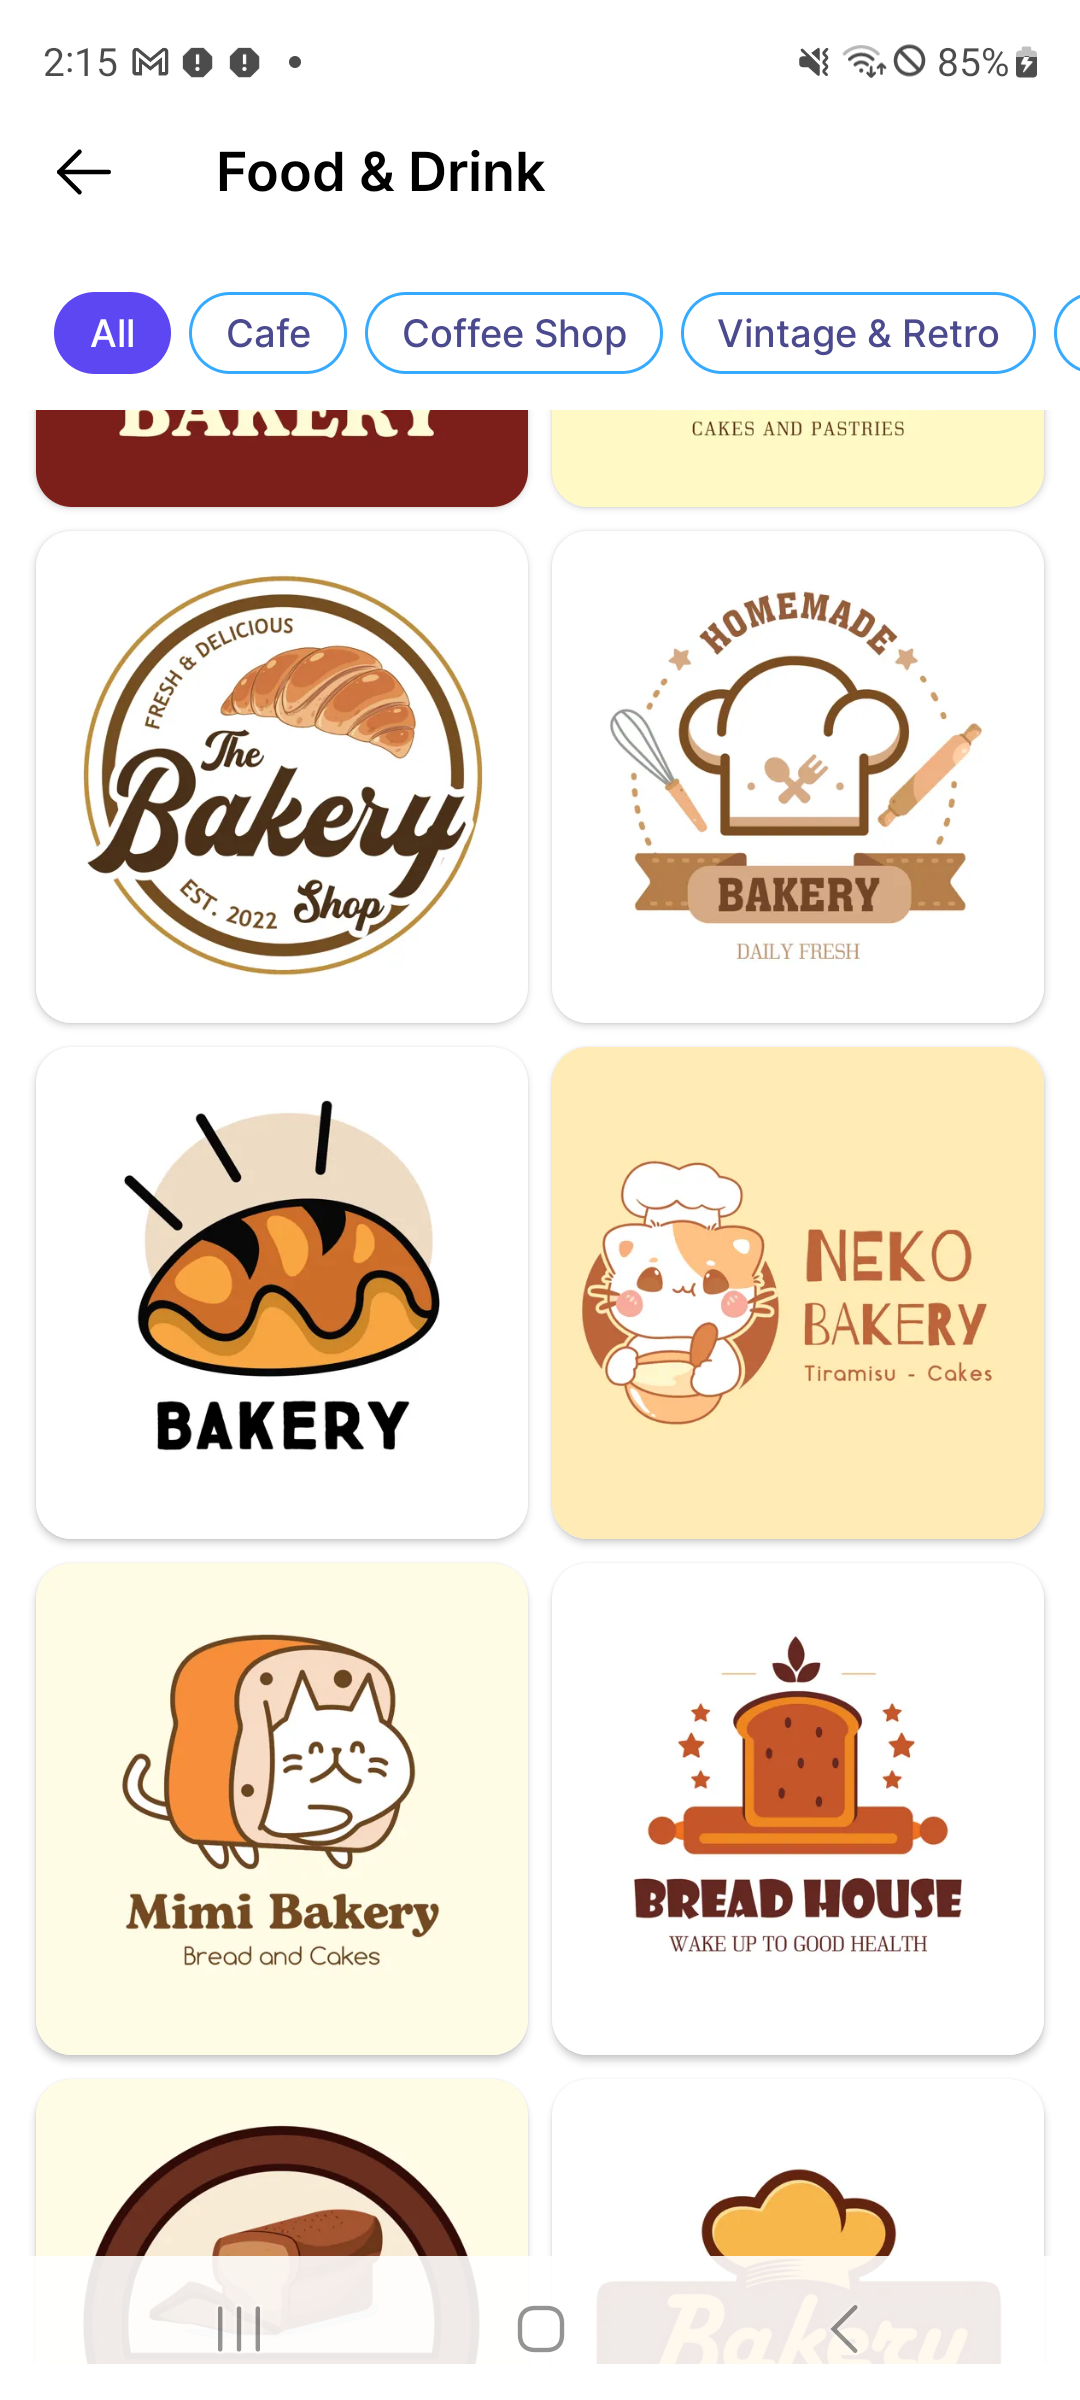 2:15
85%
Food & Drink
All
Cafe
Coffee Shop
Vintage & Retro
BAKERY
CAKES AND PASTRIES
FRESH & DELICIOUS
The
Bakery
Shop
EST. 2022
HOMEMADE
BAKERY
DAILY FRESH
BAKERY
NEKO
BAKERY
Tiramisu - Cakes
Mimi Bakery
Bread and Cakes
BREAD HOUSE
WAKE UP TO GOOD HEALTH
Bakery